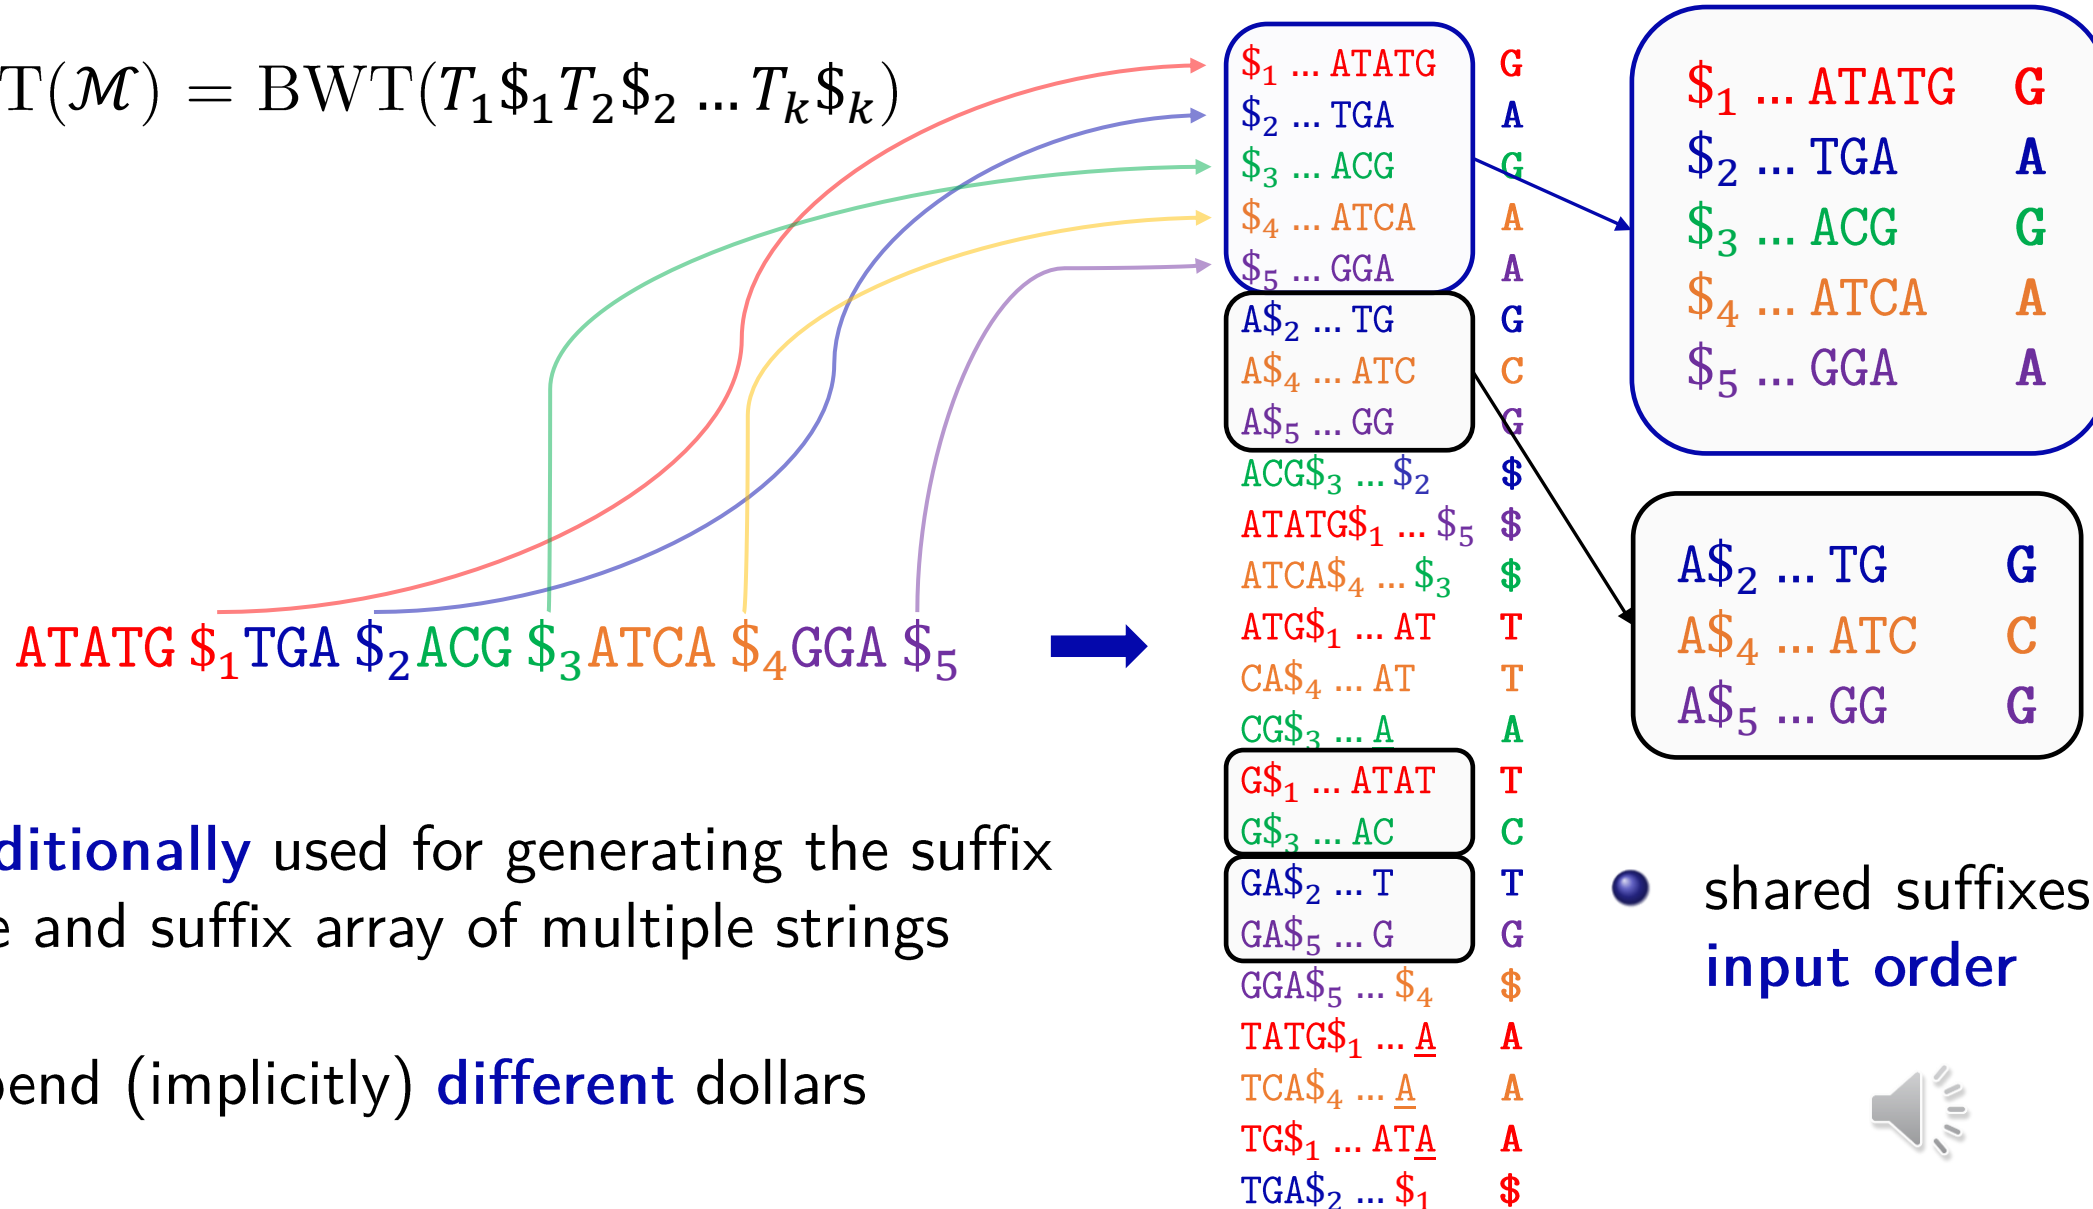 T(ℳ) = BWT(T₁$₁T₂$₂ ...T_k$_k)
ATATG $₁TGA $₂ACG $₃ATCA $₄GGA $₅
ditionally used for generating the suffix
e and suffix array of multiple strings
pend (implicitly) different dollars
$₁ ... ATATG G
$₂ ... TGA A
$₃ ... ACG G
$₄ ... ATCA A
$₅ ... GGA A
A$₂ ... TG G
A$₄ ... ATC C
A$₅ ... GG G
ACG$₃ ... $₂ $
ATATG$₁ ... $₅ $
ATCA$₄ ... $₃ $
ATG$₁ ... AT T
CA$₄ ... AT T
CG$₃ ... A A
G$₁ ... ATAT T
G$₃ ... AC C
GA$₂ ... T T
GA$₅ ... G G
GGA$₅ ... $₄ $
TATG$₁ ... A A
TCA$₄ ... A A
TG$₁ ... ATA A
TGA$₂ ... $₁ $
$₁ ... ATATG G
$₂ ... TGA A
$₃ ... ACG G
$₄ ... ATCA A
$₅ ... GGA A
A$₂ ... TG G
A$₄ ... ATC C
A$₅ ... GG G
shared suffixes
input order